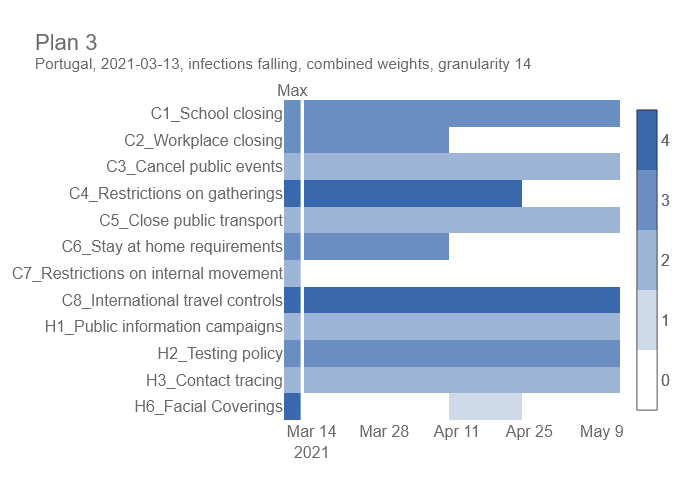 Plan 3
Portugal, 2021-03-13, infections falling, combined weights, granularity 14
Max
C1_School closing
C2_Workplace closing
C3_Cancel public events
C4_Restrictions on gatherings
C5_Close public transport
C6_Stay at home requirements
C7_Restrictions on internal movement
C8_International travel controls
H1_Public information campaigns
H2_Testing policy
H3_Contact tracing
H6_Facial Coverings
Mar 14 Mar 28 Apr 11 Apr 25 May 9
2021
4
3
2
1
0